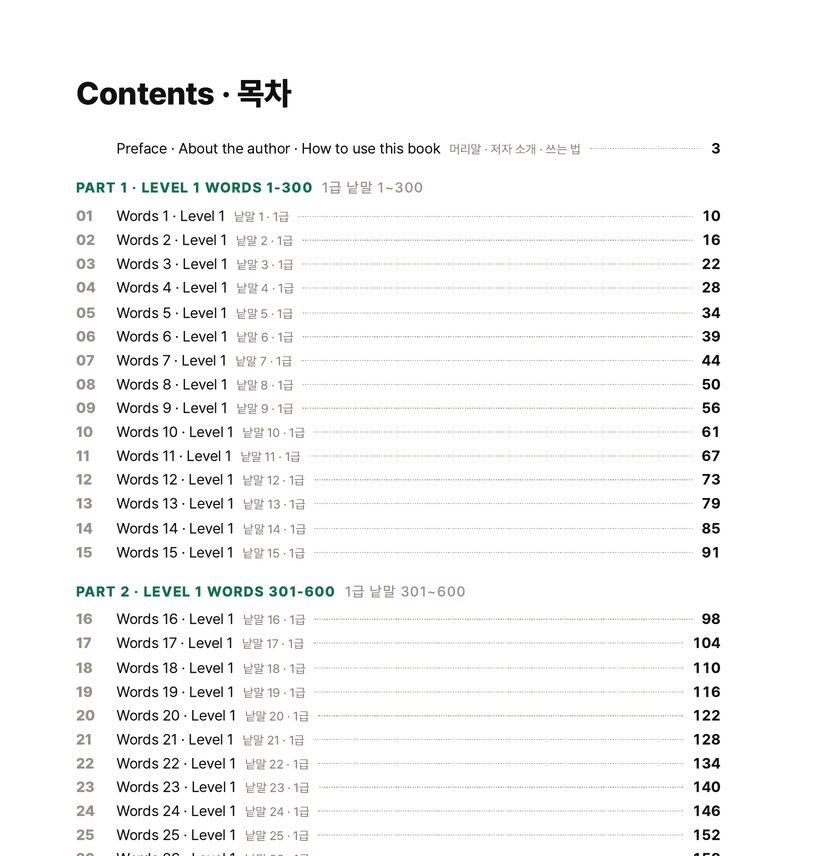 Contents · 목차
Preface · About the author · How to use this book 머리말 · 저자 소개 · 쓰는 법 3
PART 1 · LEVEL 1 WORDS 1-300 1급 낱말 1~300
01 Words 1 · Level 1 낱말 1 · 1급 10
02 Words 2 · Level 1 낱말 2 · 1급 16
03 Words 3 · Level 1 낱말 3 · 1급 22
04 Words 4 · Level 1 낱말 4 · 1급 28
05 Words 5 · Level 1 낱말 5 · 1급 34
06 Words 6 · Level 1 낱말 6 · 1급 39
07 Words 7 · Level 1 낱말 7 · 1급 44
08 Words 8 · Level 1 낱말 8 · 1급 50
09 Words 9 · Level 1 낱말 9 · 1급 56
10 Words 10 · Level 1 낱말 10 · 1급 61
11 Words 11 · Level 1 낱말 11 · 1급 67
12 Words 12 · Level 1 낱말 12 · 1급 73
13 Words 13 · Level 1 낱말 13 · 1급 79
14 Words 14 · Level 1 낱말 14 · 1급 85
15 Words 15 · Level 1 낱말 15 · 1급 91
PART 2 · LEVEL 1 WORDS 301-600 1급 낱말 301~600
16 Words 16 · Level 1 낱말 16 · 1급 98
17 Words 17 · Level 1 낱말 17 · 1급 104
18 Words 18 · Level 1 낱말 18 · 1급 110
19 Words 19 · Level 1 낱말 19 · 1급 116
20 Words 20 · Level 1 낱말 20 · 1급 122
21 Words 21 · Level 1 낱말 21 · 1급 128
22 Words 22 · Level 1 낱말 22 · 1급 134
23 Words 23 · Level 1 낱말 23 · 1급 140
24 Words 24 · Level 1 낱말 24 · 1급 146
25 Words 25 · Level 1 낱말 25 · 1급 152